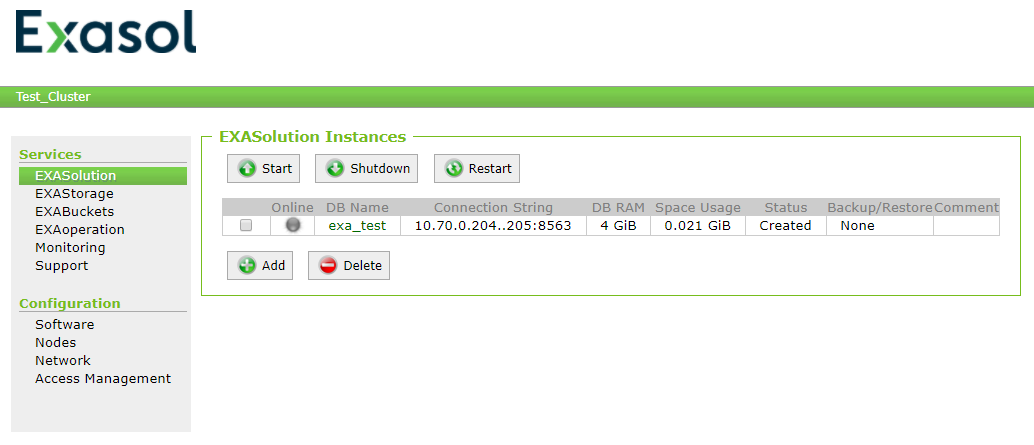 Exasol
Test_Cluster
Services
EXASolution
EXAStorage
EXABuckets
EXAoperation
Monitoring
Support
Configuration
Software
Nodes
Network
Access Management
EXASolution Instances
Start Shutdown Restart
Online DB Name Connection String DB RAM Space Usage Status Backup/Restore Comment
exa_test 10.70.0.204..205:8563 4 GiB 0.021 GiB Created None
Add Delete